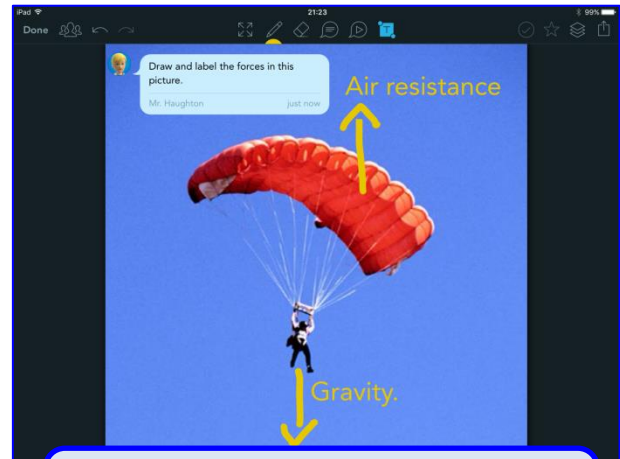 iPad 21:23 99%
Done
Draw and label the forces in this
picture.
Mr. Haughton just now
Air resistance
Gravity.